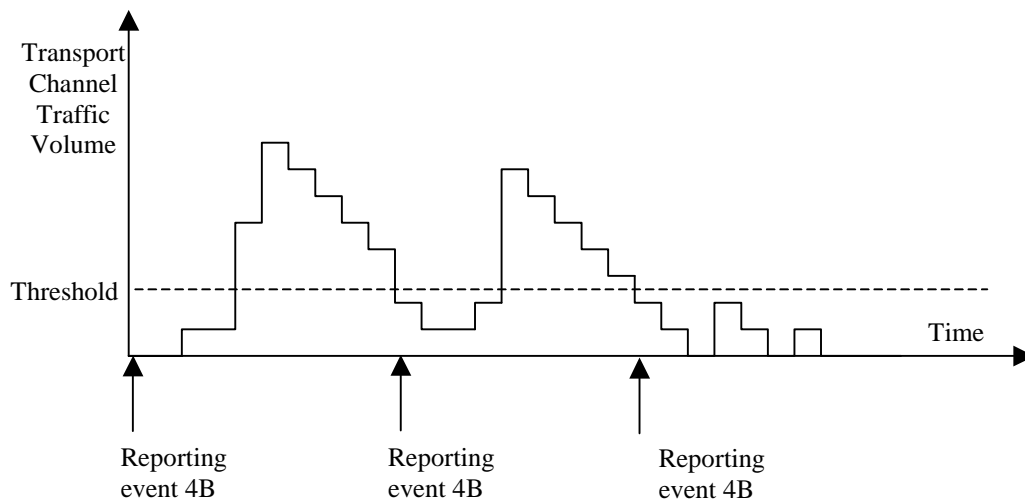 Transport
Channel
Traffic
Volume
Threshold
Time
Reporting
event 4B
Reporting
event 4B
Reporting
event 4B